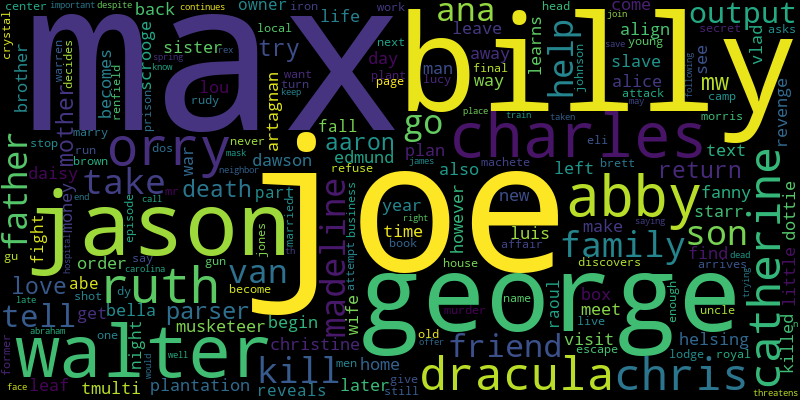 max
billy
joe
george
jason
walter
charles
ruth
abby
catherine
chris
dracula
orry
kill
family
madeline
take
father
son
van
friend
help
tell
go
ana
output
mw
align
text
return
fanny
starr
dottie
little
find
make
luis
new
left
also
however
year
time
book
affair
aaron
edmund
dawson
part
plan
fall
refuse
artagnan
lou
rudy
scrooge
sister
brother
mother
becomes
renfield
prison
war
death
night
parser
bella
musketeer
christine
reveals
plantation
tmulti
leaf
love
abe
get
money
daisy
order
fight
begin
wife
business
attempt
later
home
men
give
still
old
offer
name
house
right
james
raoul
box
meet
visit
escape
live
murder
enough
discovers
arrives
uncle
helsing
lodge
royal
killed
god
dead
trying
threatens
saying
place
train
taken
machete
brett
eli
morris
camp
attack
johnson
alice
slave
see
vlad
revenge
asks
secret
young
come
learns
leave
away
way
man
lucy
final
plant
page
try
day
next
want
turn
iron
work
head
life
owner
local
back
center
crystal
important
despite
continues
rex
know
keep
spring
warren
decides
former
late
abraham
face
one
would
well
shot
say
run
brown
marry
stop
dos
mask
never
neighbor
call
episode
hospital
end
mr
gun
jones
married
become
carolina
dy
gu
following
may
save
join